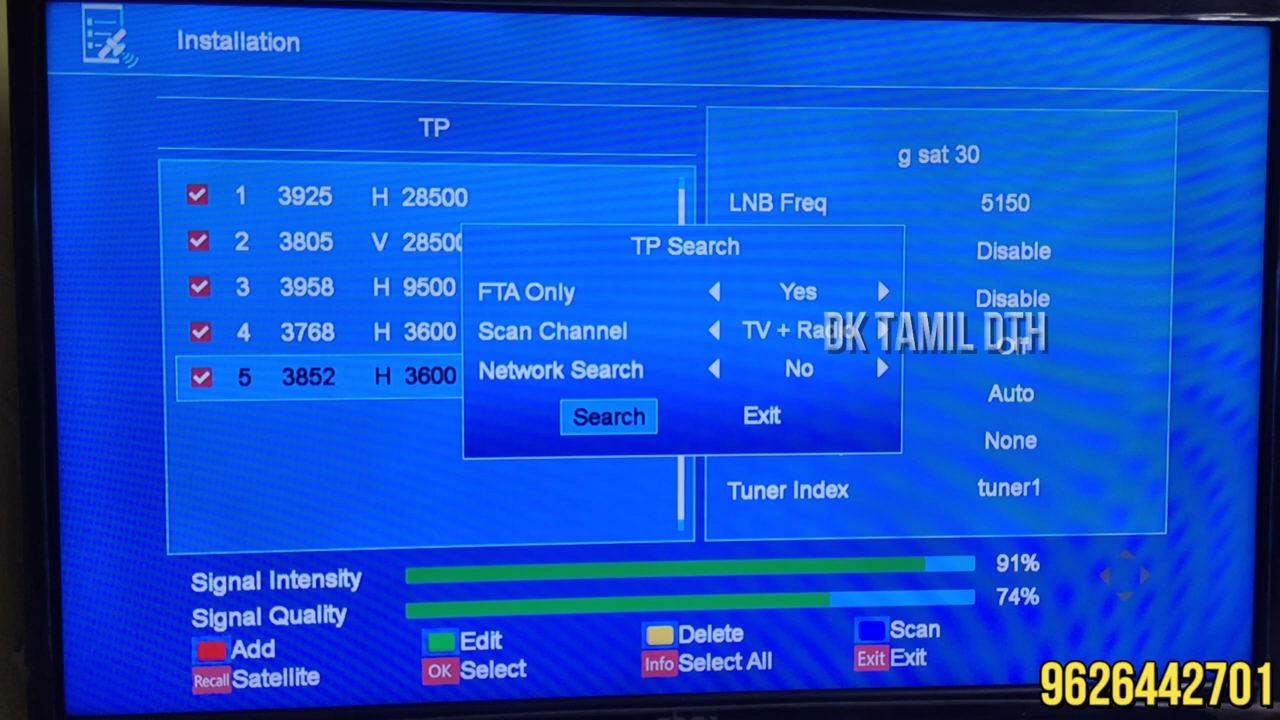 Installation
TP
g sat 30
1 3925 H 28500
LNB Freq 5150
2 3805 V 28500
TP Search
Disable
3 3958 H 9500
FTA Only Yes
Disable
4 3768 H 3600
Scan Channel TV + Radio
DK TAMIL DTH
Off
5 3852 H 3600
Network Search No
Auto
Search Exit
None
Tuner Index tuner1
Signal Intensity 91%
Signal Quality 74%
Add Edit Delete Scan
Recall Satellite OK Select Info Select All Exit Exit
9626442701